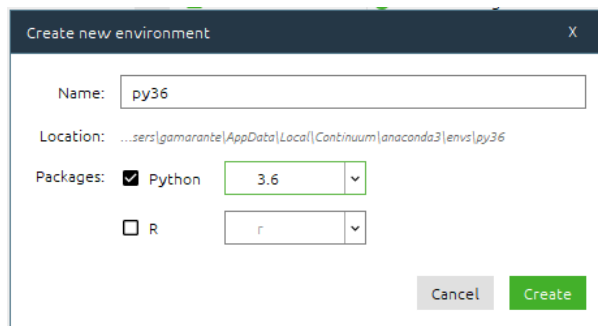 Create new environment X
Name: py36
Location: ...sers\gamarante\AppData\Local\Continuum\anaconda3\envs\py36
Packages: Python 3.6
R r
Cancel Create